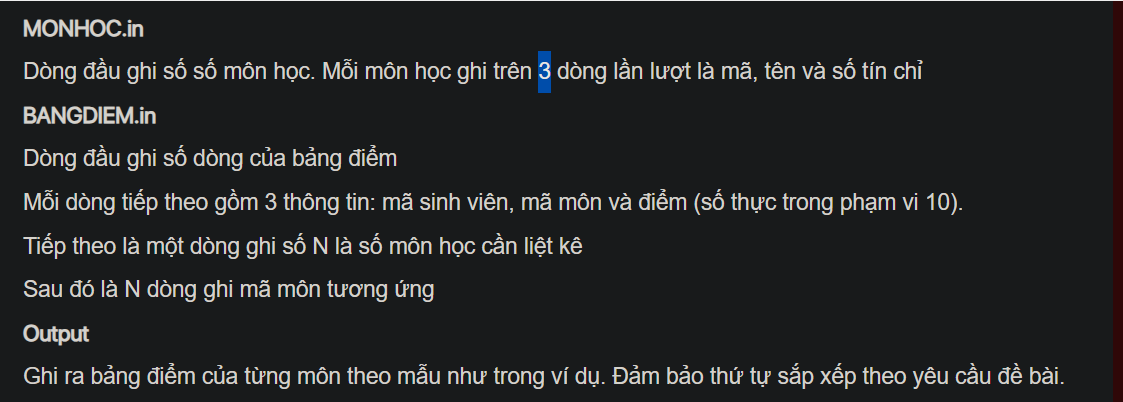 MONHOC.in
Dòng đầu ghi số số môn học. Mỗi môn học ghi trên 3 dòng lần lượt là mã, tên và số tín chỉ
BANGDIEM.in
Dòng đầu ghi số dòng của bảng điểm
Mỗi dòng tiếp theo gồm 3 thông tin: mã sinh viên, mã môn và điểm (số thực trong phạm vi 10).
Tiếp theo là một dòng ghi số N là số môn học cần liệt kê
Sau đó là N dòng ghi mã môn tương ứng
Output
Ghi ra bảng điểm của từng môn theo mẫu như trong ví dụ. Đảm bảo thứ tự sắp xếp theo yêu cầu đề bài.